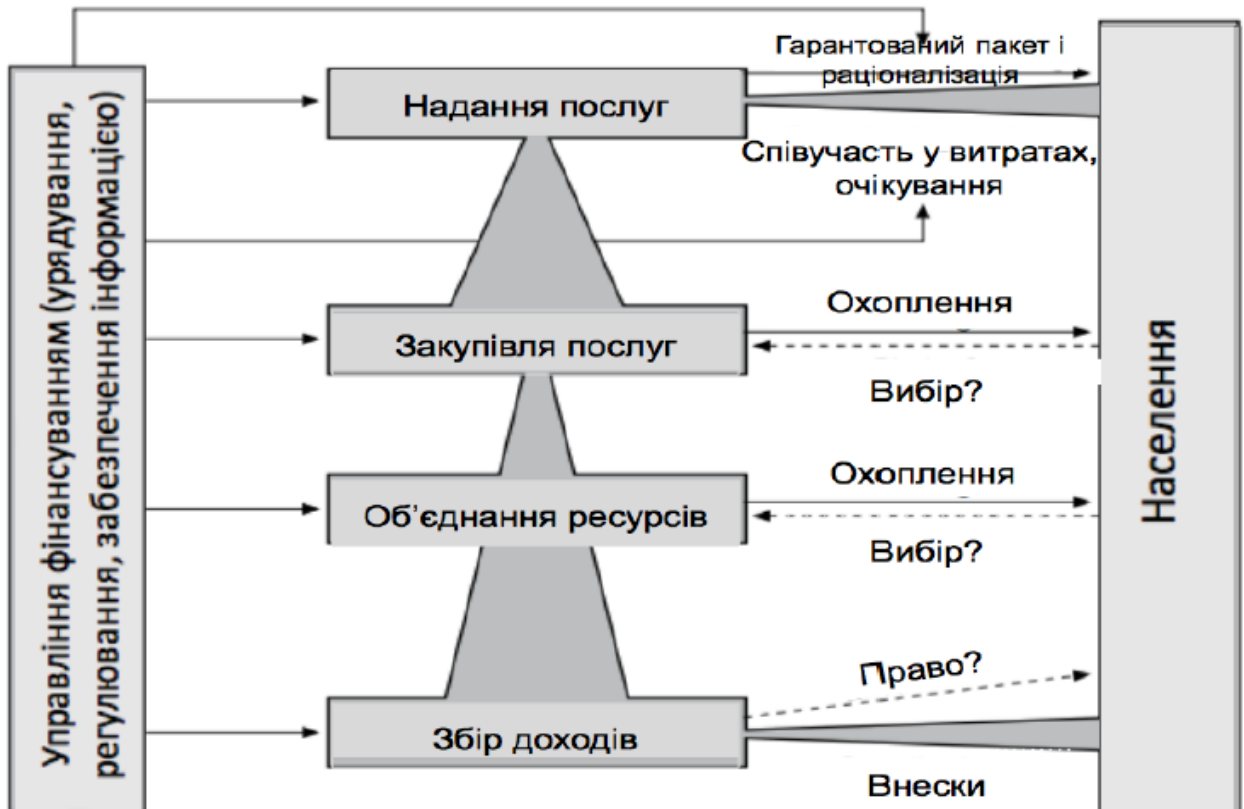 Управління фінансуванням (урядування,
регулювання, забезпечення інформацією)
Гарантований пакет і
раціоналізація
Надання послуг
Співучасть у витратах,
очікування
Охоплення
Закупівля послуг
Вибір?
Охоплення
Об’єднання ресурсів
Вибір?
Право?
Збір доходів
Внески
Населення